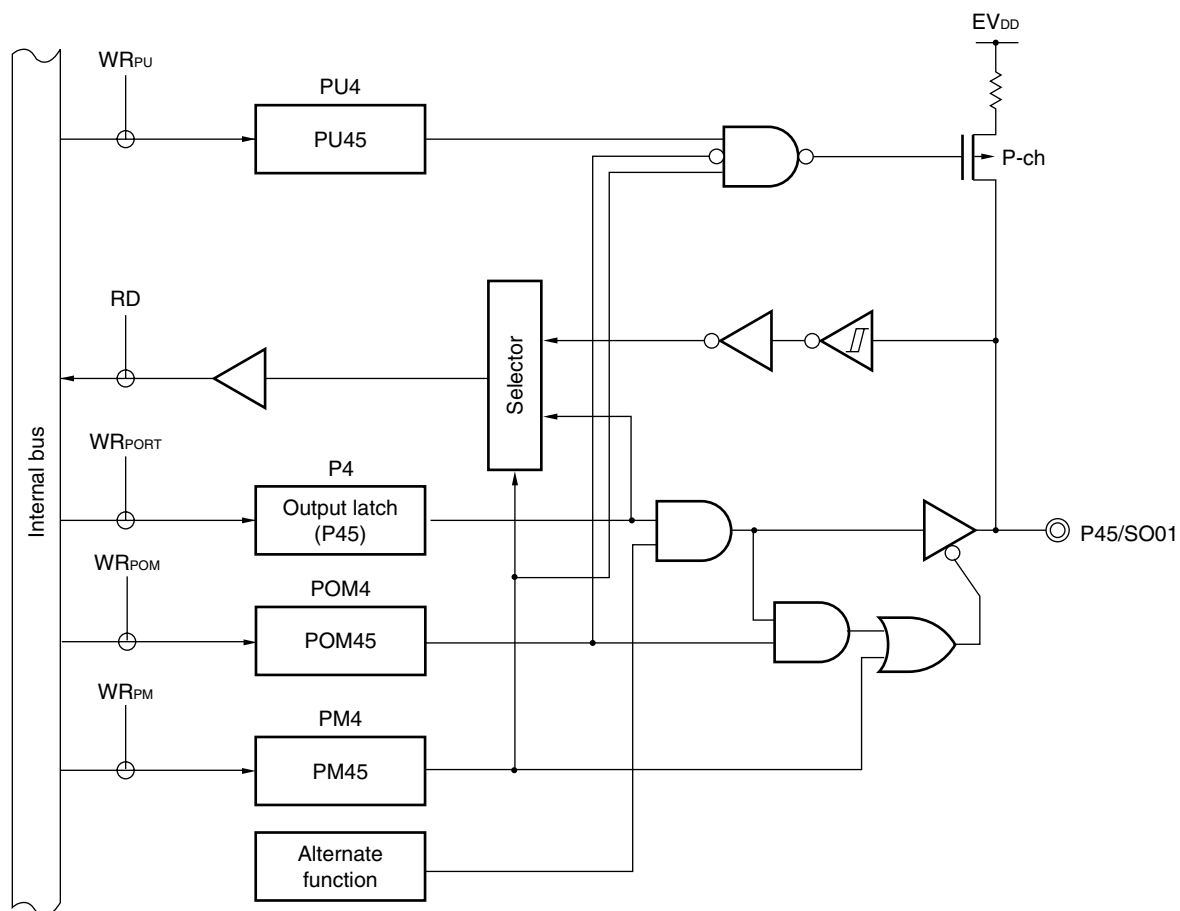 EVDD
WRPU
PU4
PU45
P-ch
RD
Selector
Internal bus
WRPORT
P4
Output latch
(P45)
P45/SO01
WRPOM
POM4
POM45
WRPM
PM4
PM45
Alternate
function